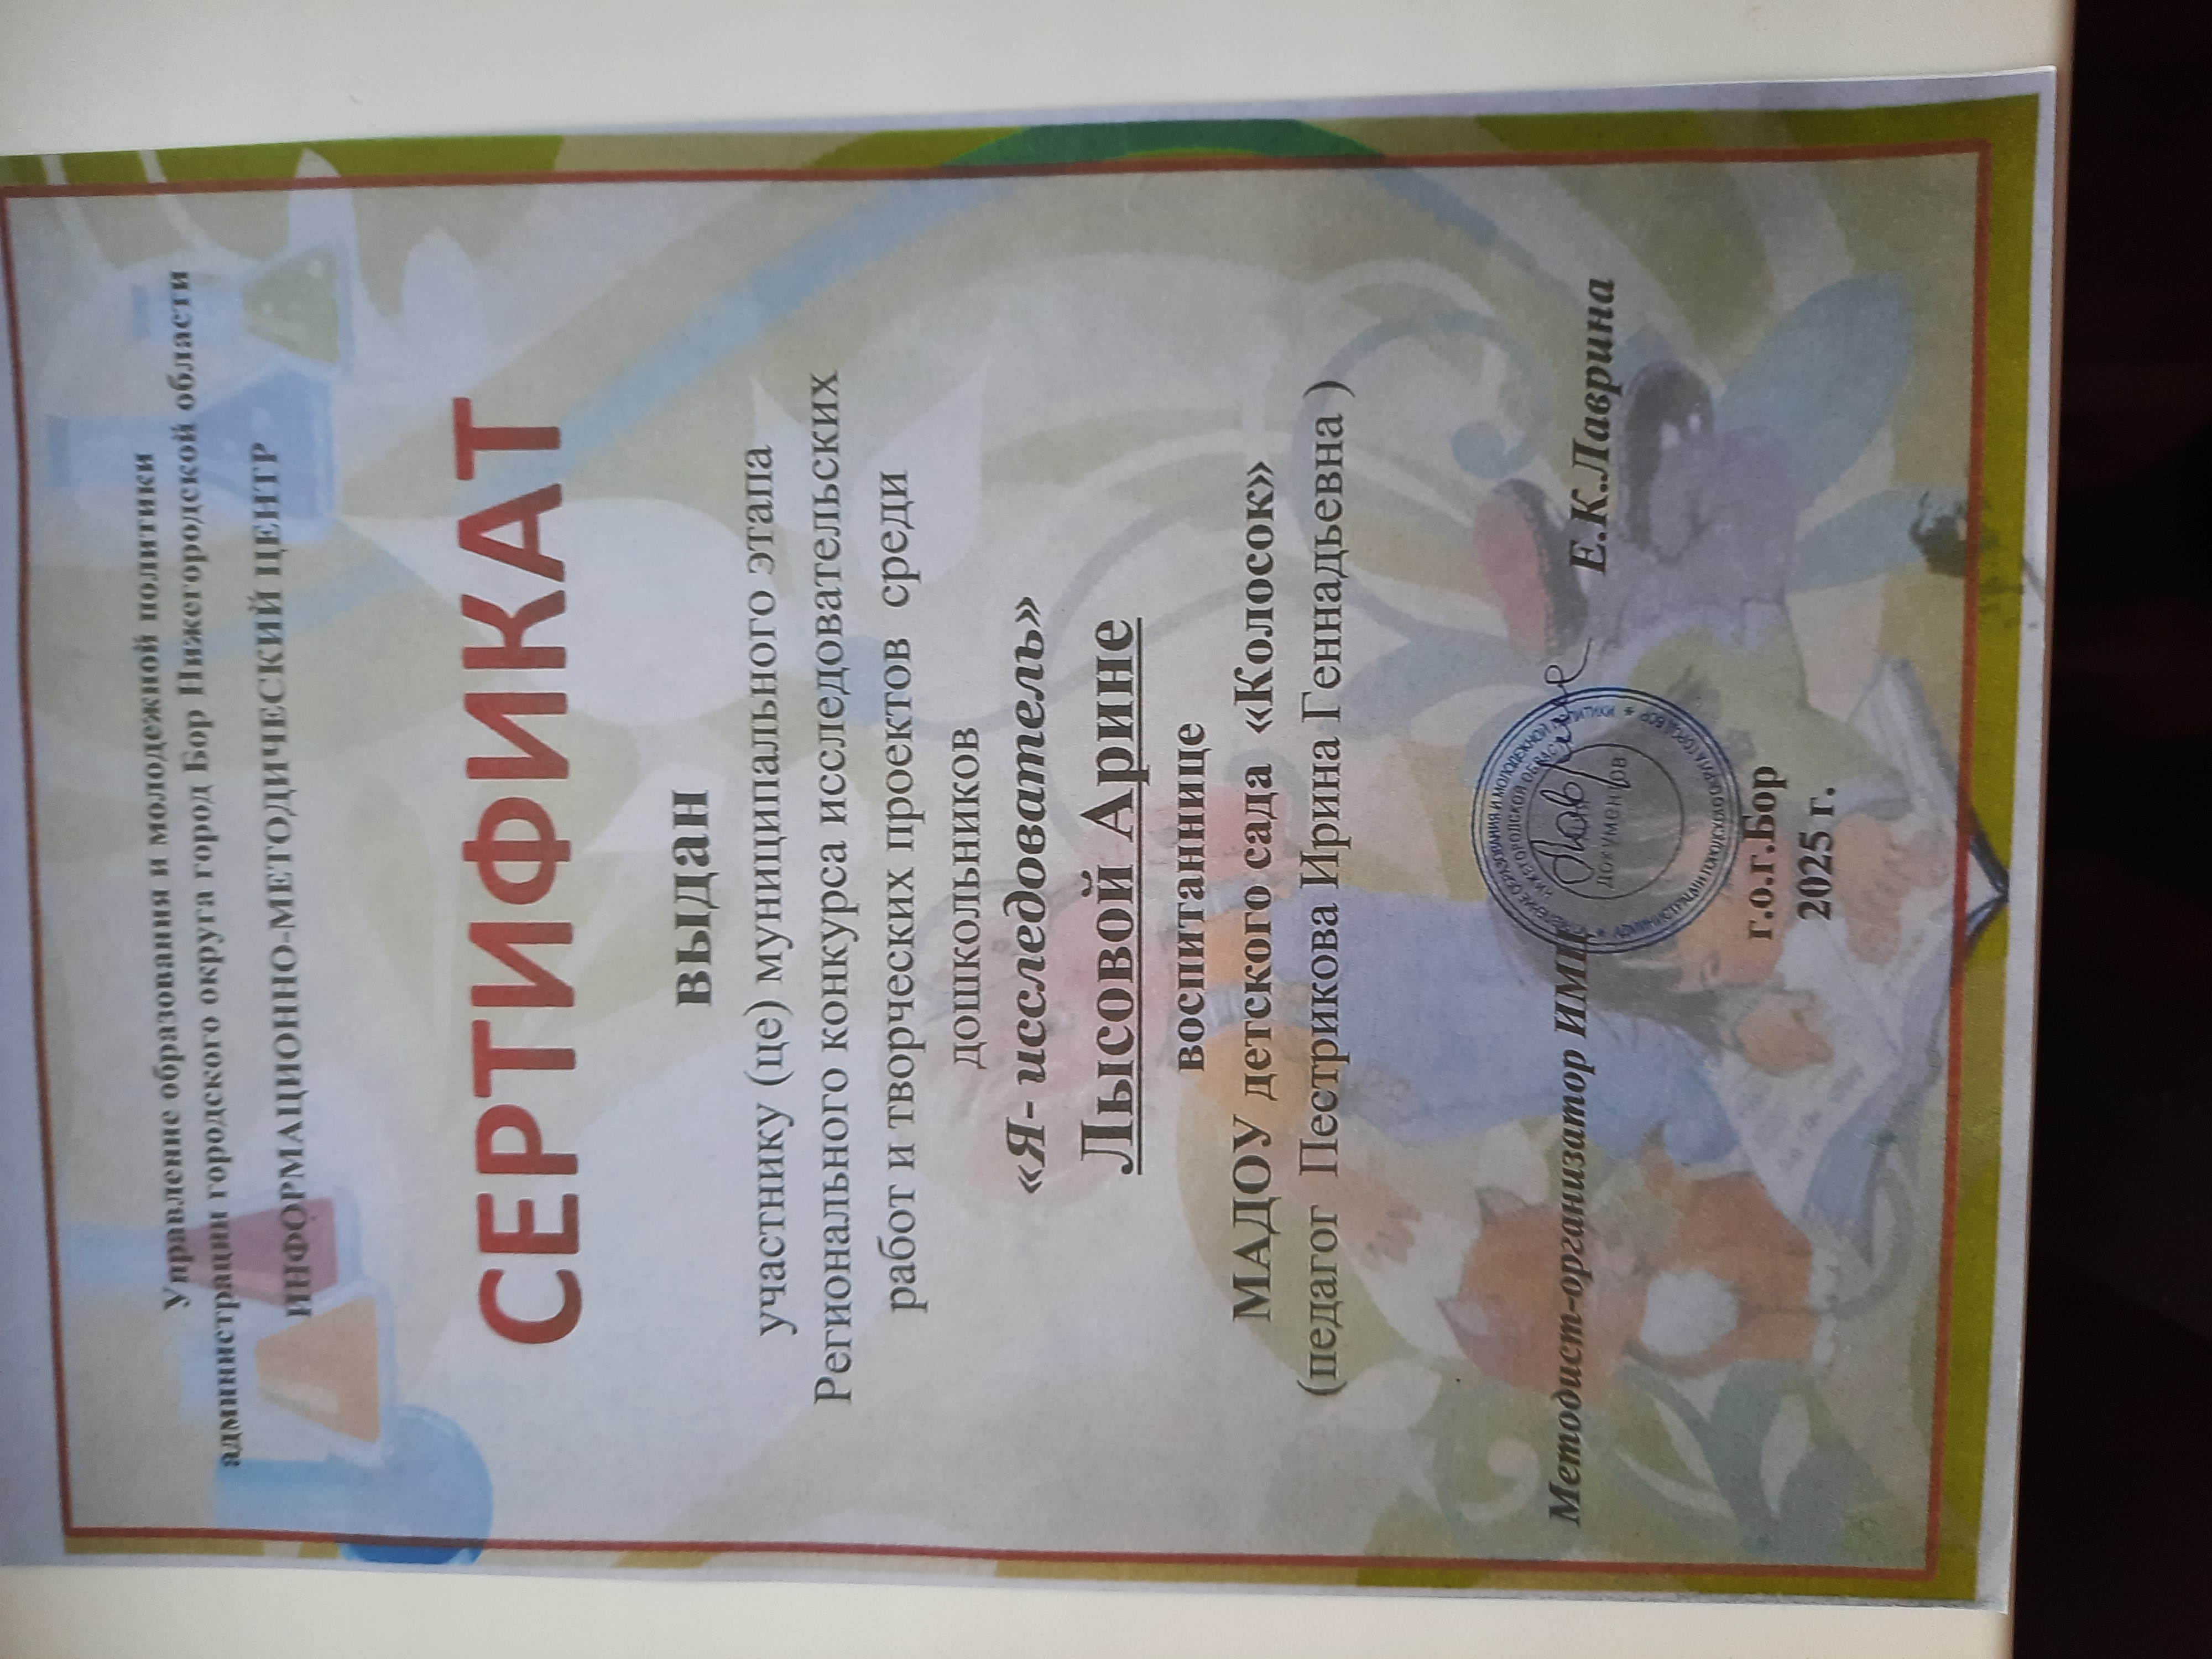 Управление образования и молодежной политики
администрации городского округа город Бор Нижегородской области
ИНФОРМАЦИОННО-МЕТОДИЧЕСКИЙ ЦЕНТР
СЕРТИФИКАТ
выдан
участнику (це) муниципального этапа
Регионального конкурса исследовательских
работ и творческих проектов среди
дошкольников
«Я- исследователь»
Лысовой Арине
воспитаннице
МАДОУ детского сада «Колосок»
(педагог Пестрикова Ирина Геннадьевна )
Методист-организатор ИМЦ Е.К.Лаврина
ДОКУМЕНТОВ
г.о.г.Бор
2025 г.